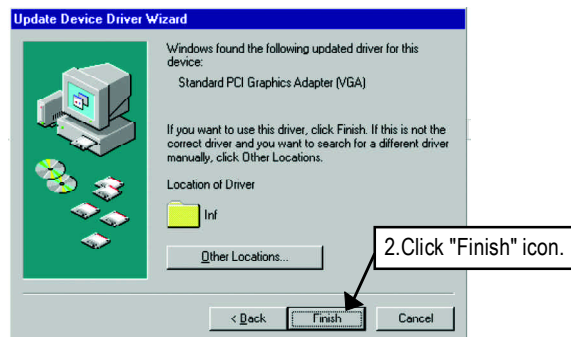 Update Device Driver Wizard
Windows found the following updated driver for this
device:
Standard PCI Graphics Adapter (VGA)
If you want to use this driver, click Finish. If this is not the
correct driver and you want to search for a different driver
manually, click Other Locations.
Location of Driver
Inf
Other Locations...
2.Click "Finish" icon.
< Back
Finish
Cancel